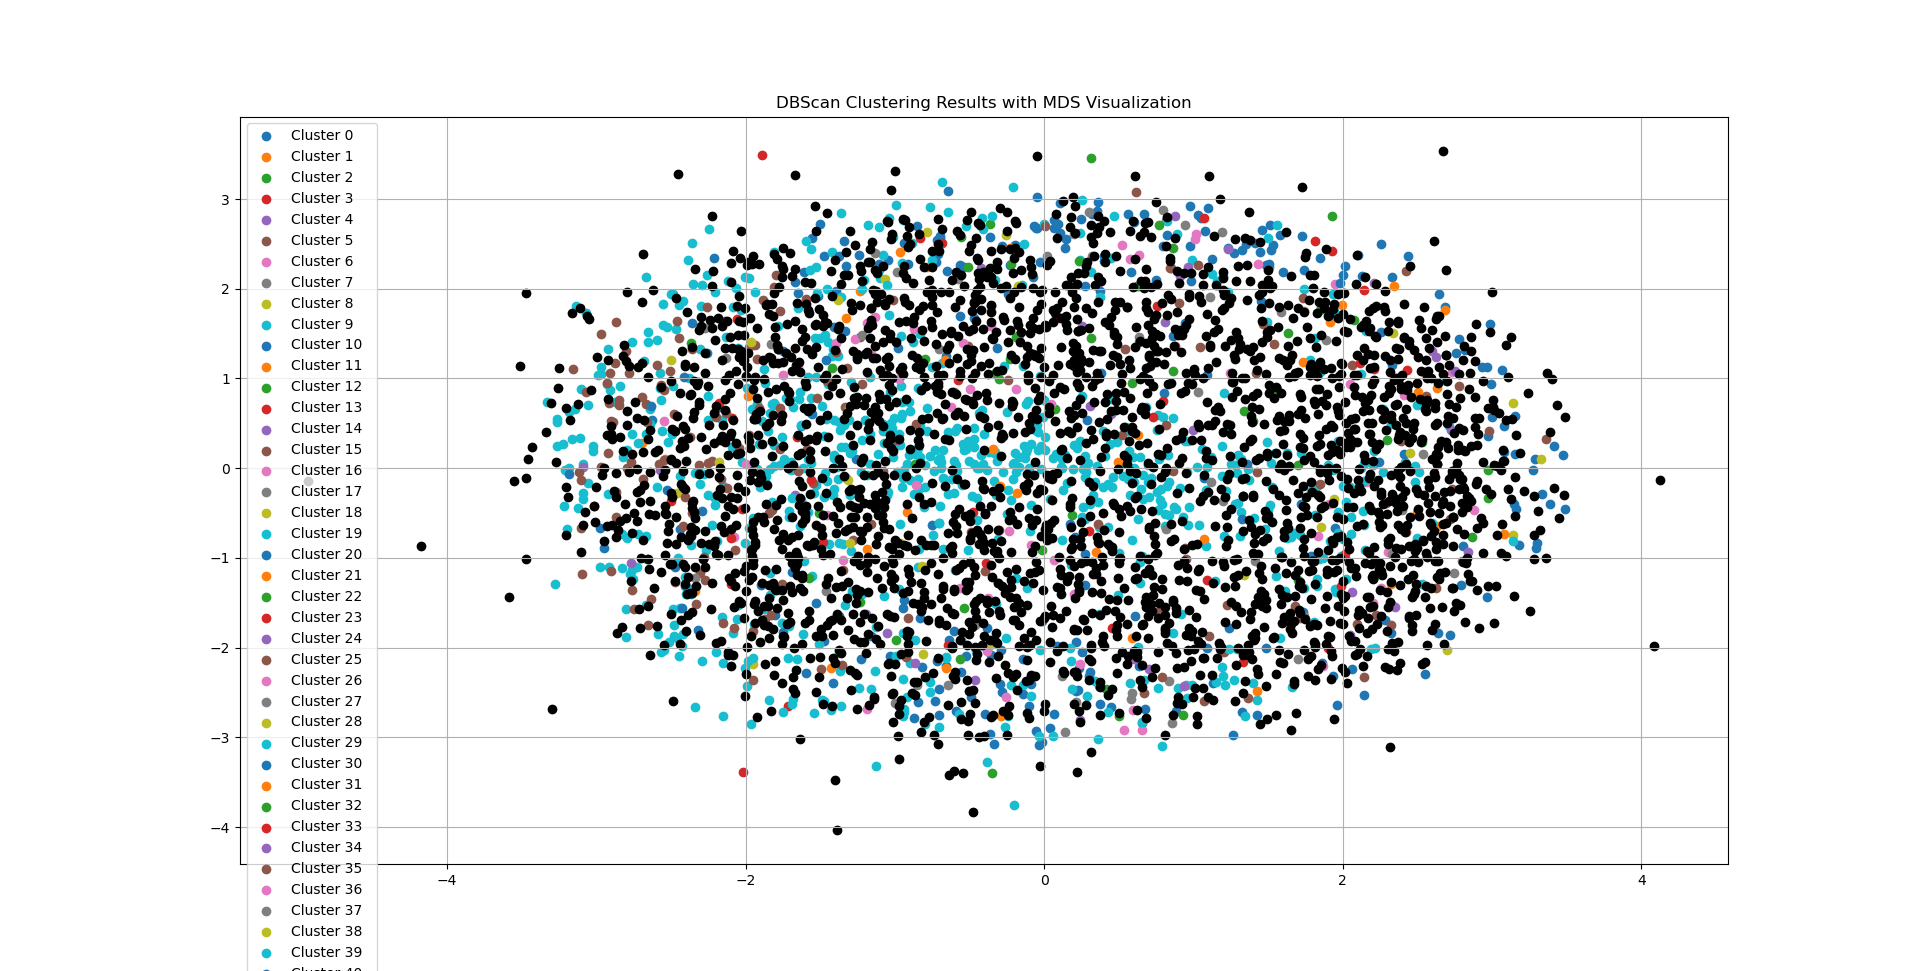 DBScan Clustering Results with MDS Visualization
Cluster 0
Cluster 1
Cluster 2
Cluster 3
Cluster 4
Cluster 5
Cluster 6
Cluster 7
Cluster 8
Cluster 9
Cluster 10
Cluster 11
Cluster 12
Cluster 13
Cluster 14
Cluster 15
Cluster 16
Cluster 17
Cluster 18
Cluster 19
Cluster 20
Cluster 21
Cluster 22
Cluster 23
Cluster 24
Cluster 25
Cluster 26
Cluster 27
Cluster 28
Cluster 29
Cluster 30
Cluster 31
Cluster 32
Cluster 33
Cluster 34
Cluster 35
Cluster 36
Cluster 37
Cluster 38
Cluster 39
Cluster 40
3
2
1
0
−1
−2
−3
−4
−4
−2
0
2
4